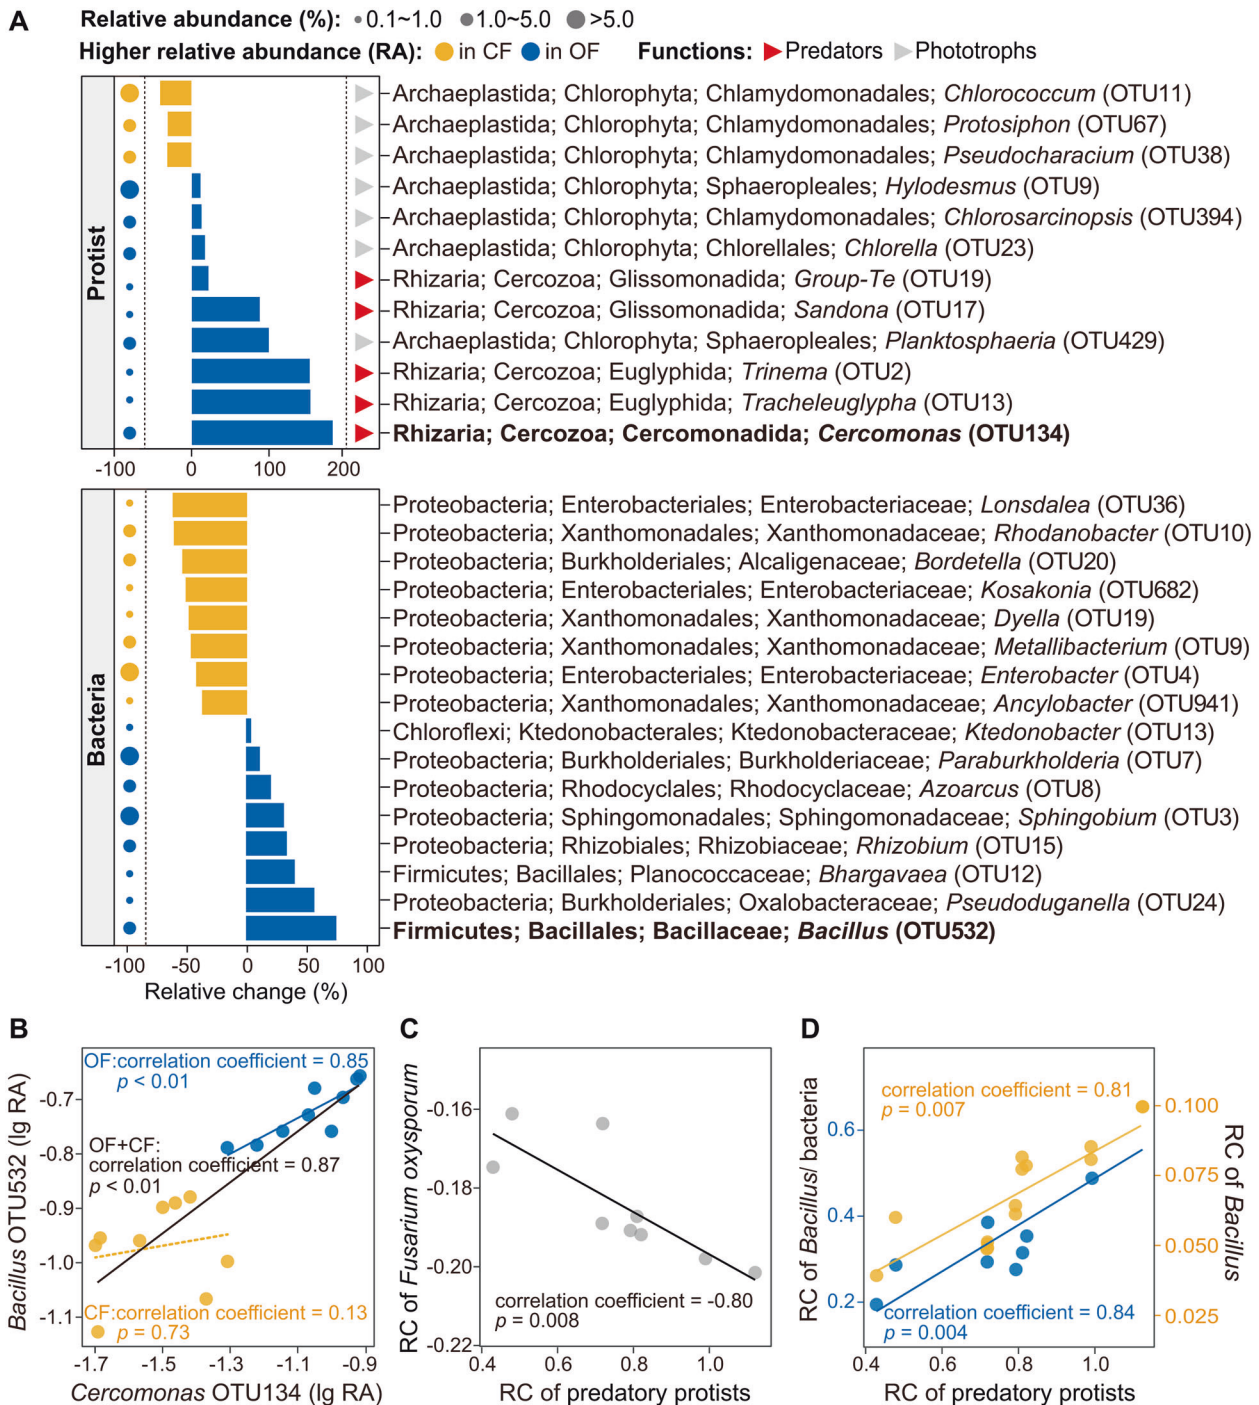 A
Relative abundance (%): 0.1~1.0 1.0~5.0 >5.0
Higher relative abundance (RA): in CF in OF Functions: Predators Phototrophs
Protist
Archaeplastida; Chlorophyta; Chlamydomonadales; Chlorococcum (OTU11)
Archaeplastida; Chlorophyta; Chlamydomonadales; Protosiphon (OTU67)
Archaeplastida; Chlorophyta; Chlamydomonadales; Pseudocharacium (OTU38)
Archaeplastida; Chlorophyta; Sphaeropleales; Hylodesmus (OTU9)
Archaeplastida; Chlorophyta; Chlamydomonadales; Chlorosarcinopsis (OTU394)
Archaeplastida; Chlorophyta; Chlorellales; Chlorella (OTU23)
Rhizaria; Cercozoa; Glissomonadida; Group-Te (OTU19)
Rhizaria; Cercozoa; Glissomonadida; Sandona (OTU17)
Archaeplastida; Chlorophyta; Sphaeropleales; Planktosphaeria (OTU429)
Rhizaria; Cercozoa; Euglyphida; Trinema (OTU2)
Rhizaria; Cercozoa; Euglyphida; Tracheleuglypha (OTU13)
Rhizaria; Cercozoa; Cercomonadida; Cercomonas (OTU134)
-100 0 100 200
Bacteria
Proteobacteria; Enterobacteriales; Enterobacteriaceae; Lonsdalea (OTU36)
Proteobacteria; Xanthomonadales; Xanthomonadaceae; Rhodanobacter (OTU10)
Proteobacteria; Burkholderiales; Alcaligenaceae; Bordetella (OTU20)
Proteobacteria; Enterobacteriales; Enterobacteriaceae; Kosakonia (OTU682)
Proteobacteria; Xanthomonadales; Xanthomonadaceae; Dyella (OTU19)
Proteobacteria; Xanthomonadales; Xanthomonadaceae; Metallibacterium (OTU9)
Proteobacteria; Enterobacteriales; Enterobacteriaceae; Enterobacter (OTU4)
Proteobacteria; Xanthomonadales; Xanthomonadaceae; Ancylobacter (OTU941)
Chloroflexi; Ktedonobacterales; Ktedonobacteraceae; Ktedonobacter (OTU13)
Proteobacteria; Burkholderiales; Burkholderiaceae; Paraburkholderia (OTU7)
Proteobacteria; Rhodocyclales; Rhodocyclaceae; Azoarcus (OTU8)
Proteobacteria; Sphingomonadales; Sphingomonadaceae; Sphingobium (OTU3)
Proteobacteria; Rhizobiales; Rhizobiaceae; Rhizobium (OTU15)
Firmicutes; Bacillales; Planococcaceae; Bhargavaea (OTU12)
Proteobacteria; Burkholderiales; Oxalobacteraceae; Pseudoduganella (OTU24)
Firmicutes; Bacillales; Bacillaceae; Bacillus (OTU532)
-100 -50 0 50 100
Relative change (%)
B
Bacillus OTU532 (lg RA)
-0.7
-0.8
-0.9
-1.0
-1.1
OF:correlation coefficient = 0.85
p < 0.01
OF+CF:
correlation coefficient = 0.87
p < 0.01
CF:correlation coefficient = 0.13
p = 0.73
-1.7 -1.5 -1.3 -1.1 -0.9
Cercomonas OTU134 (lg RA)
C
RC of Fusarium oxysporum
-0.16
-0.18
-0.20
-0.22
correlation coefficient = -0.80
p = 0.008
0.4 0.6 0.8 1.0
RC of predatory protists
D
RC of Bacillus/ bacteria
0.6
0.4
0.2
correlation coefficient = 0.81
p = 0.007
correlation coefficient = 0.84
p = 0.004
0.100
0.075
0.050
0.025
RC of Bacillus
0.4 0.6 0.8 1.0
RC of predatory protists